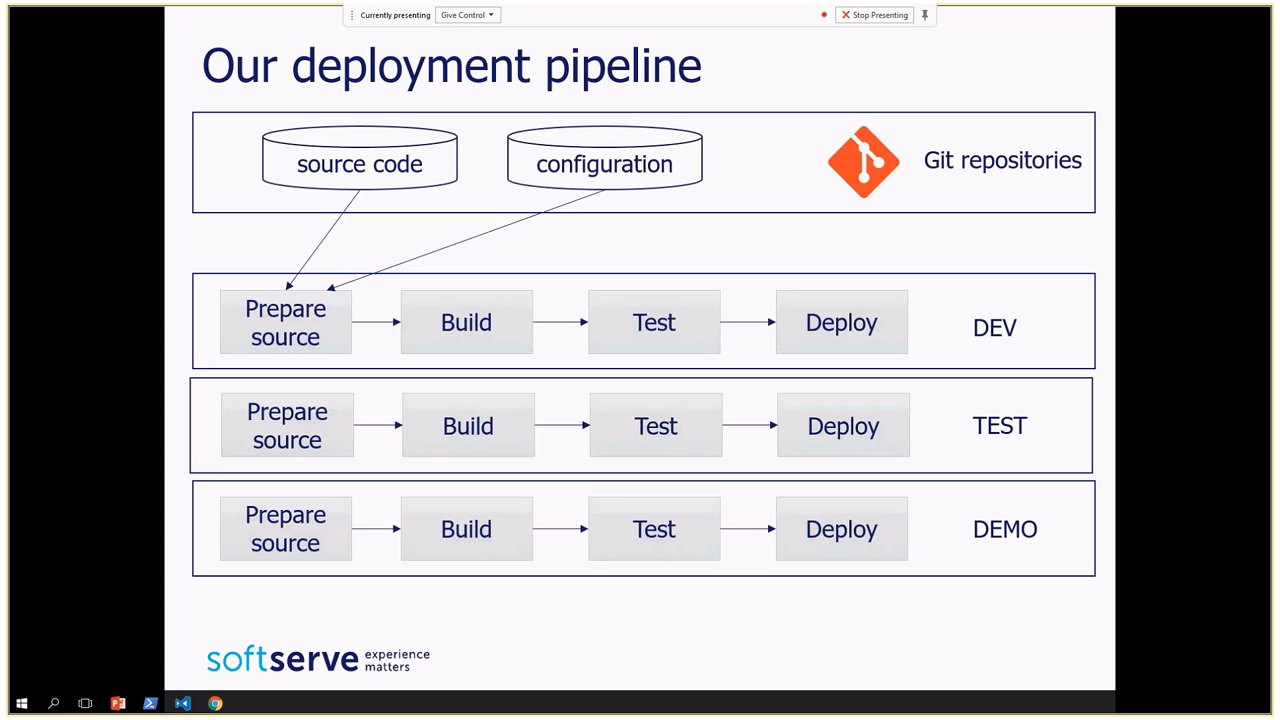 Currently presenting
Give Control
Stop Presenting
Our deployment pipeline
source code
configuration
Git repositories
Prepare
source
Build
Test
Deploy
DEV
Prepare
source
Build
Test
Deploy
TEST
Prepare
source
Build
Test
Deploy
DEMO
softserve
experience
matters